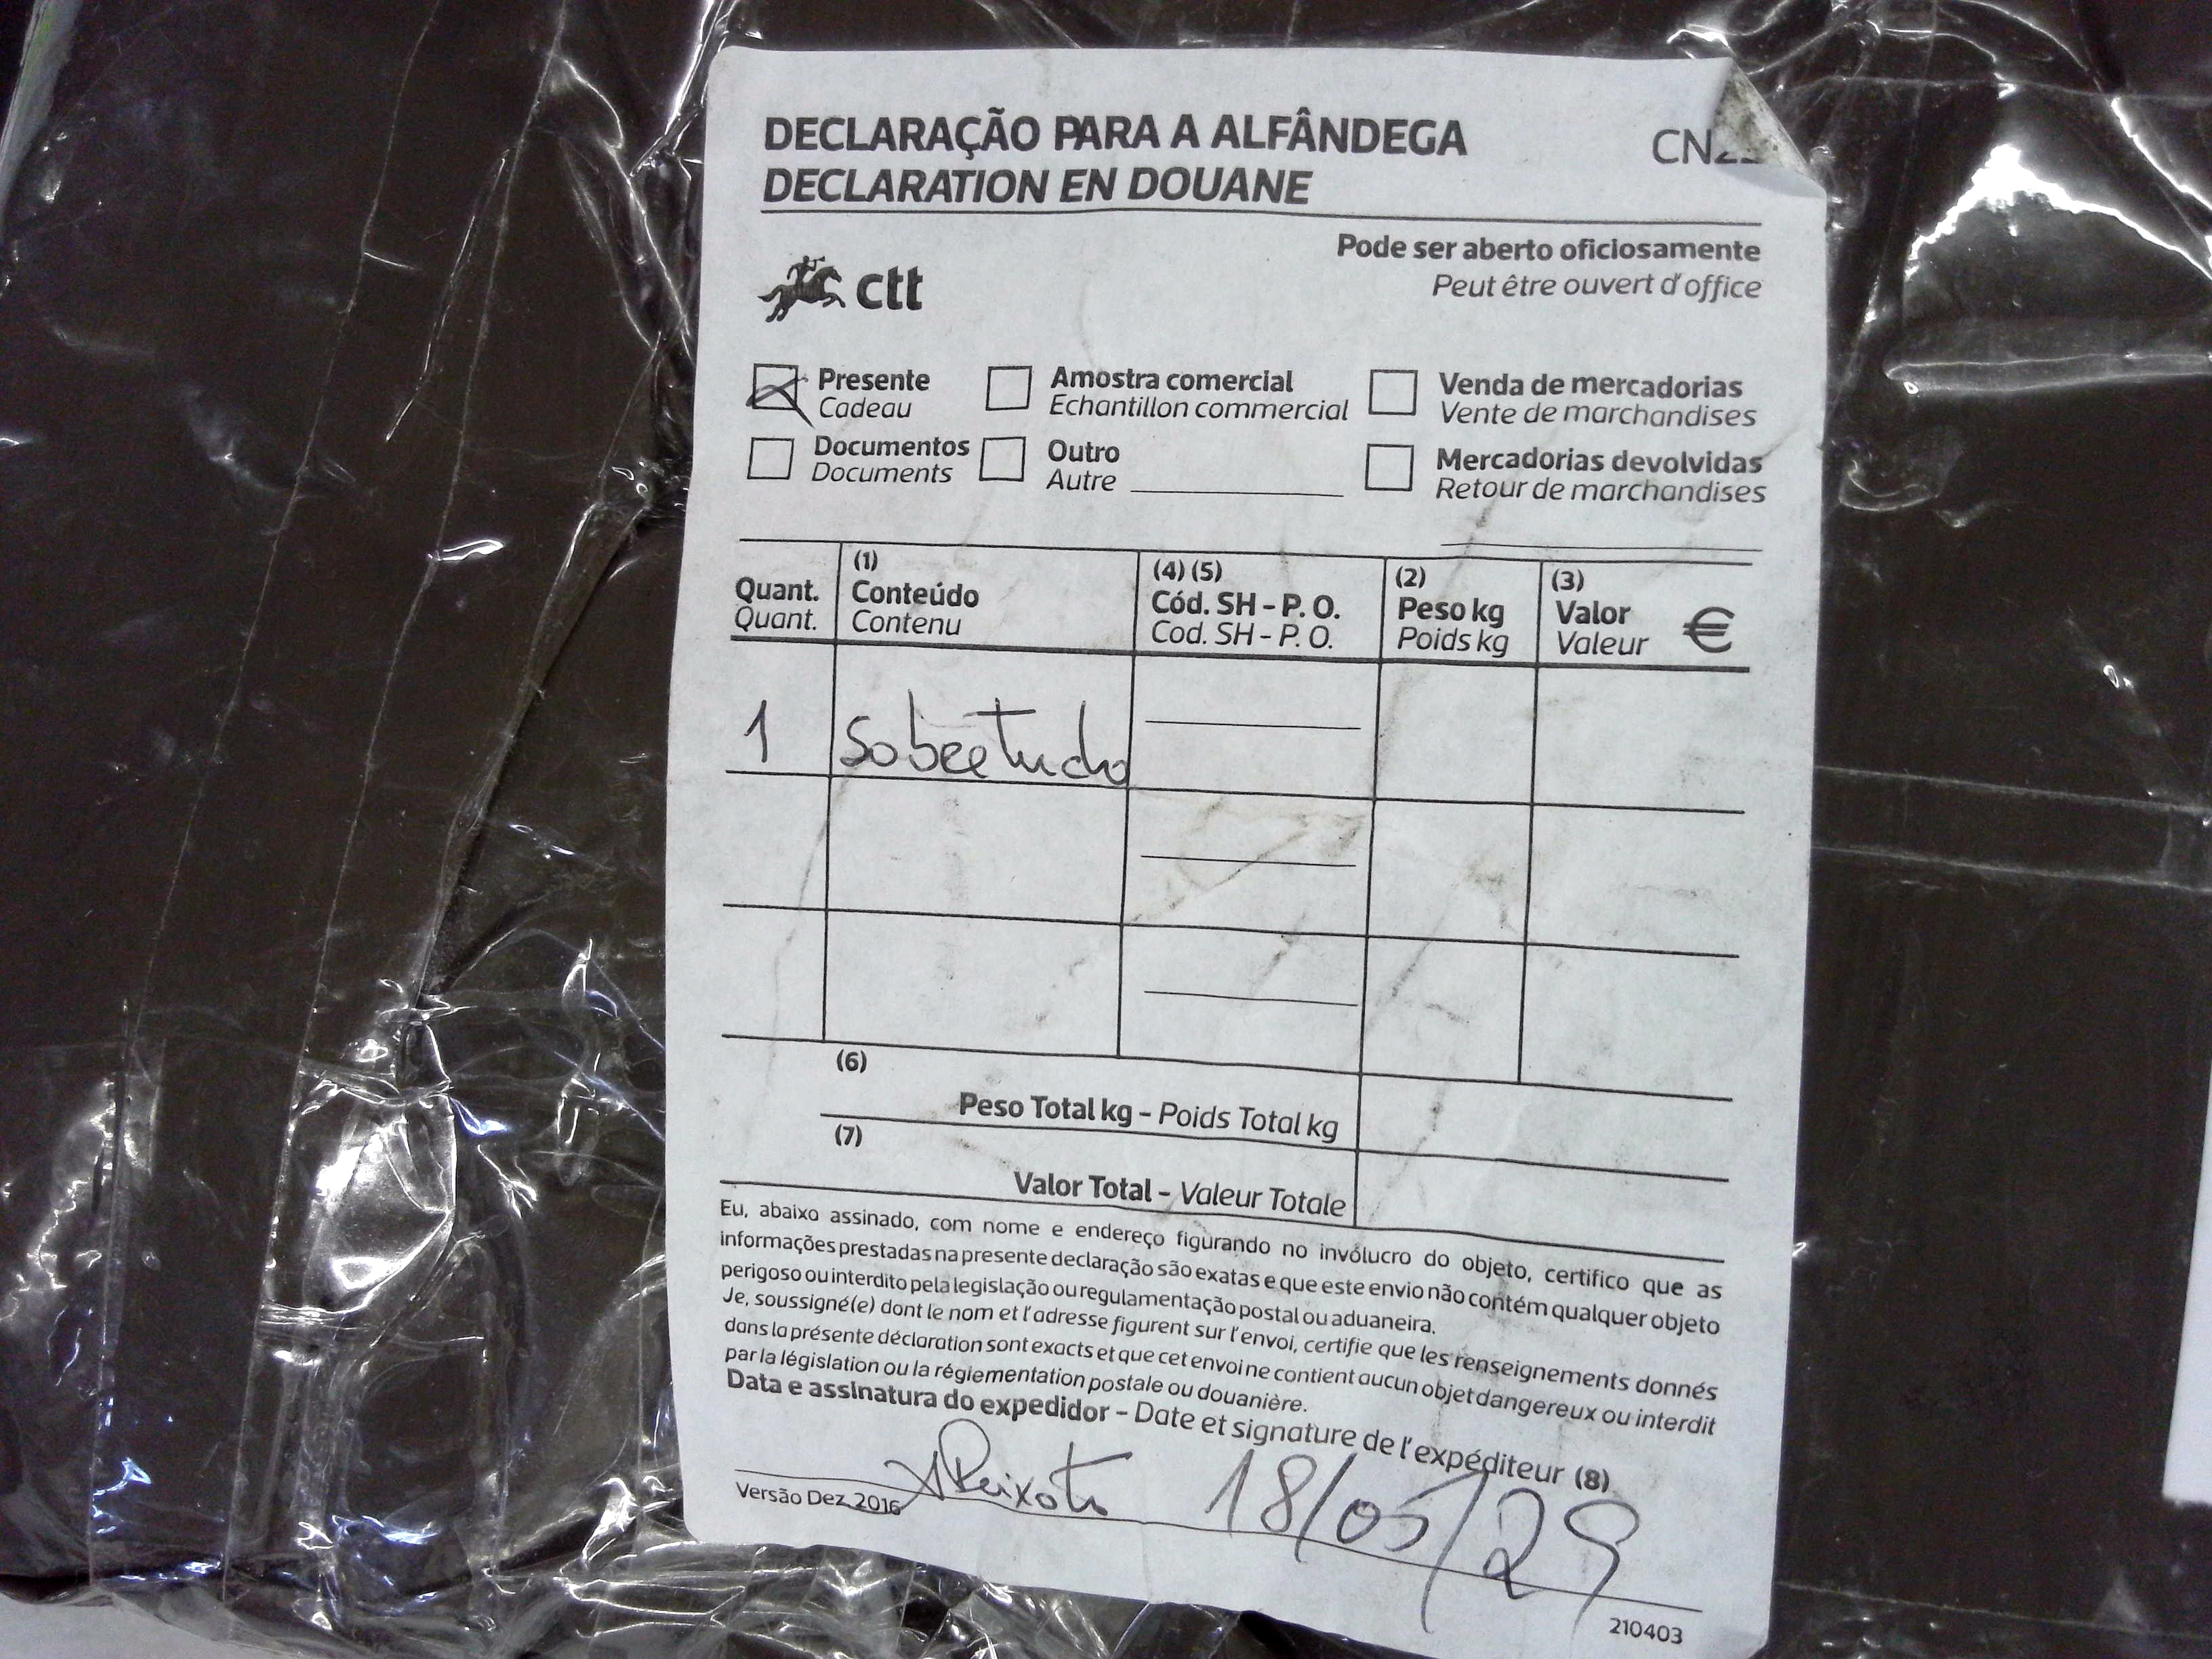 DECLARAÇÃO PARA A ALFÂNDEGA
DECLARATION EN DOUANE
ctt
Pode ser aberto oficiosamente
Peut être ouvert d'office
Presente
Cadeau
Amostra comercial
Echantillon commercial
Venda de mercadorias
Vente de marchandises
Documentos
Documents
Outro
Autre
Mercadorias devolvidas
Retour de marchandises
Quant.
Quant.
(1)
Conteúdo
Contenu
(4) (5)
Cód. SH - P. O.
Cod. SH - P. O.
(2)
Peso kg
Poids kg
(3)
Valor
Valeur
€
1 Sobretudo
(6)
Peso Total kg - Poids Total kg
(7)
Valor Total - Valeur Totale
Eu, abaixo assinado, com nome e endereço figurando no invólucro do objeto, certifico que as
informações prestadas na presente declaração são exatas e que este envio não contém qualquer objeto
perigoso ou interdito pela legislação ou regulamentação postal ou aduaneira.
Je, soussigné(e) dont le nom et l'adresse figurent sur l'envoi, certifie que les renseignements donnés
dans la présente déclaration sont exacts et que cet envoi ne contient aucun objet dangereux ou interdit
par la législation ou la réglementation postale ou douanière.
Data e assinatura do expedidor - Date et signature de l'expéditeur (8)
APeixoto 18/05/29
Versão Dez. 2016
210403